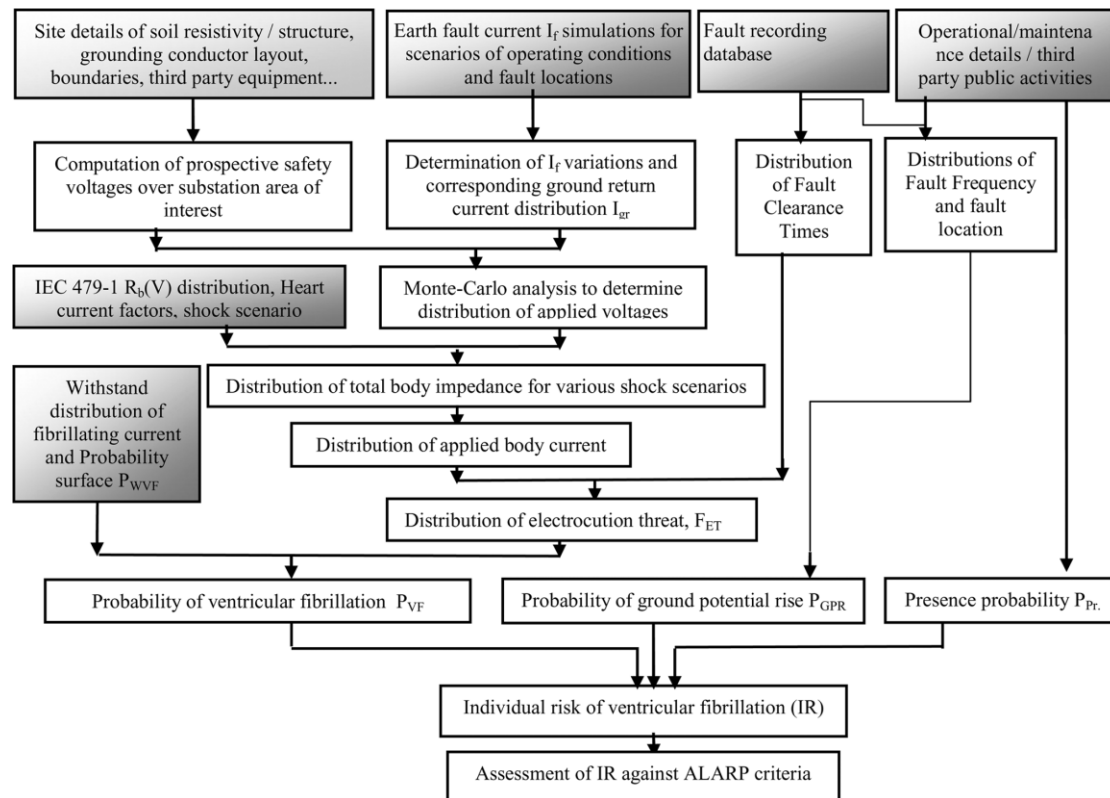 Site details of soil resistivity / structure,
grounding conductor layout,
boundaries, third party equipment...
Earth fault current If simulations for
scenarios of operating conditions
and fault locations
Fault recording
database
Operational/maintena
nce details / third
party public activities
Computation of prospective safety
voltages over substation area of
interest
Determination of If variations and
corresponding ground return
current distribution Igr
Distribution
of Fault
Clearance
Times
Distributions of
Fault Frequency
and fault
location
IEC 479-1 Rb(V) distribution, Heart
current factors, shock scenario
Monte-Carlo analysis to determine
distribution of applied voltages
Withstand
distribution of
fibrillating current
and Probability
surface PWVF
Distribution of total body impedance for various shock scenarios
Distribution of applied body current
Distribution of electrocution threat, FET
Probability of ventricular fibrillation PVF
Probability of ground potential rise PGPR
Presence probability PPr.
Individual risk of ventricular fibrillation (IR)
Assessment of IR against ALARP criteria